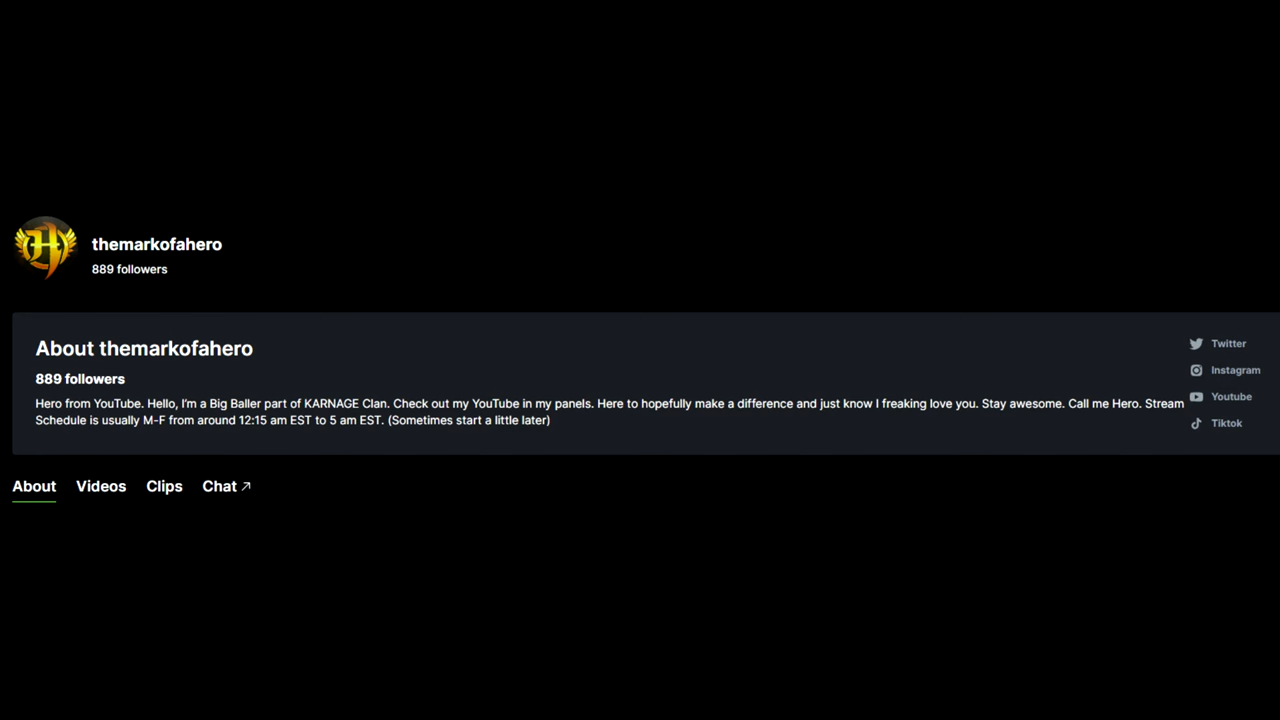 themarkofahero
889 followers
About themarkofahero
889 followers
Hero from YouTube. Hello, I'm a Big Baller part of KARNAGE Clan. Check out my YouTube in my panels. Here to hopefully make a difference and just know I freaking love you. Stay awesome. Call me Hero. Stream
Schedule is usually M-F from around 12:15 am EST to 5 am EST. (Sometimes start a little later)
Twitter
Instagram
Youtube
Tiktok
About Videos Clips Chat